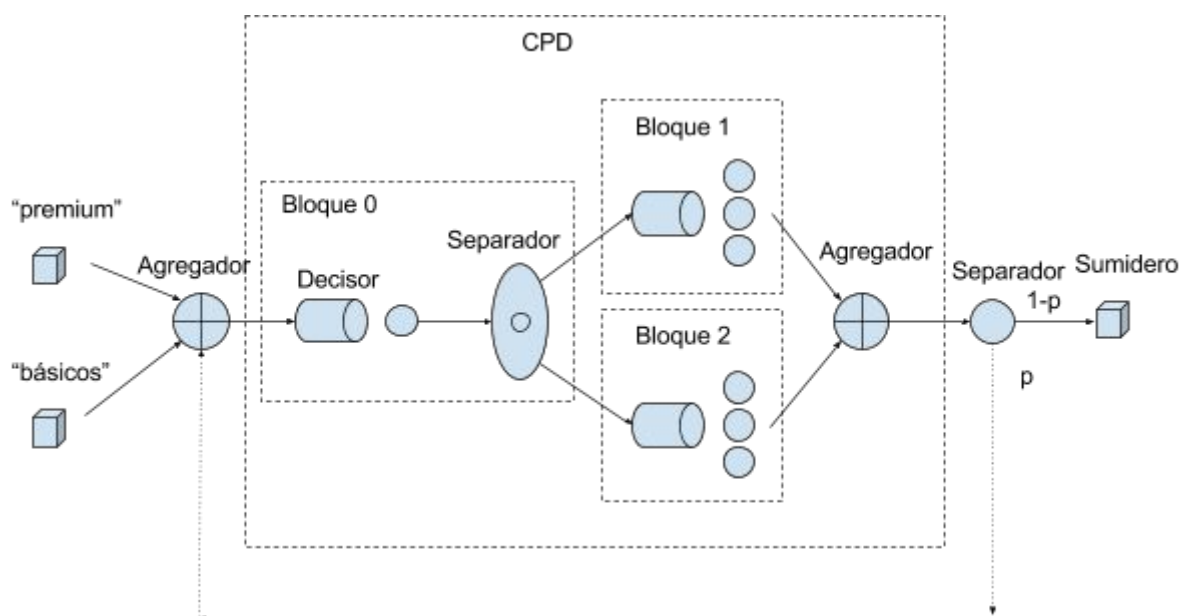 CPD
Bloque 1
Bloque 0
“premium”
Separador
Agregador
Agregador
Separador
Sumidero
Decisor
1-p
Bloque 2
“básicos”
p